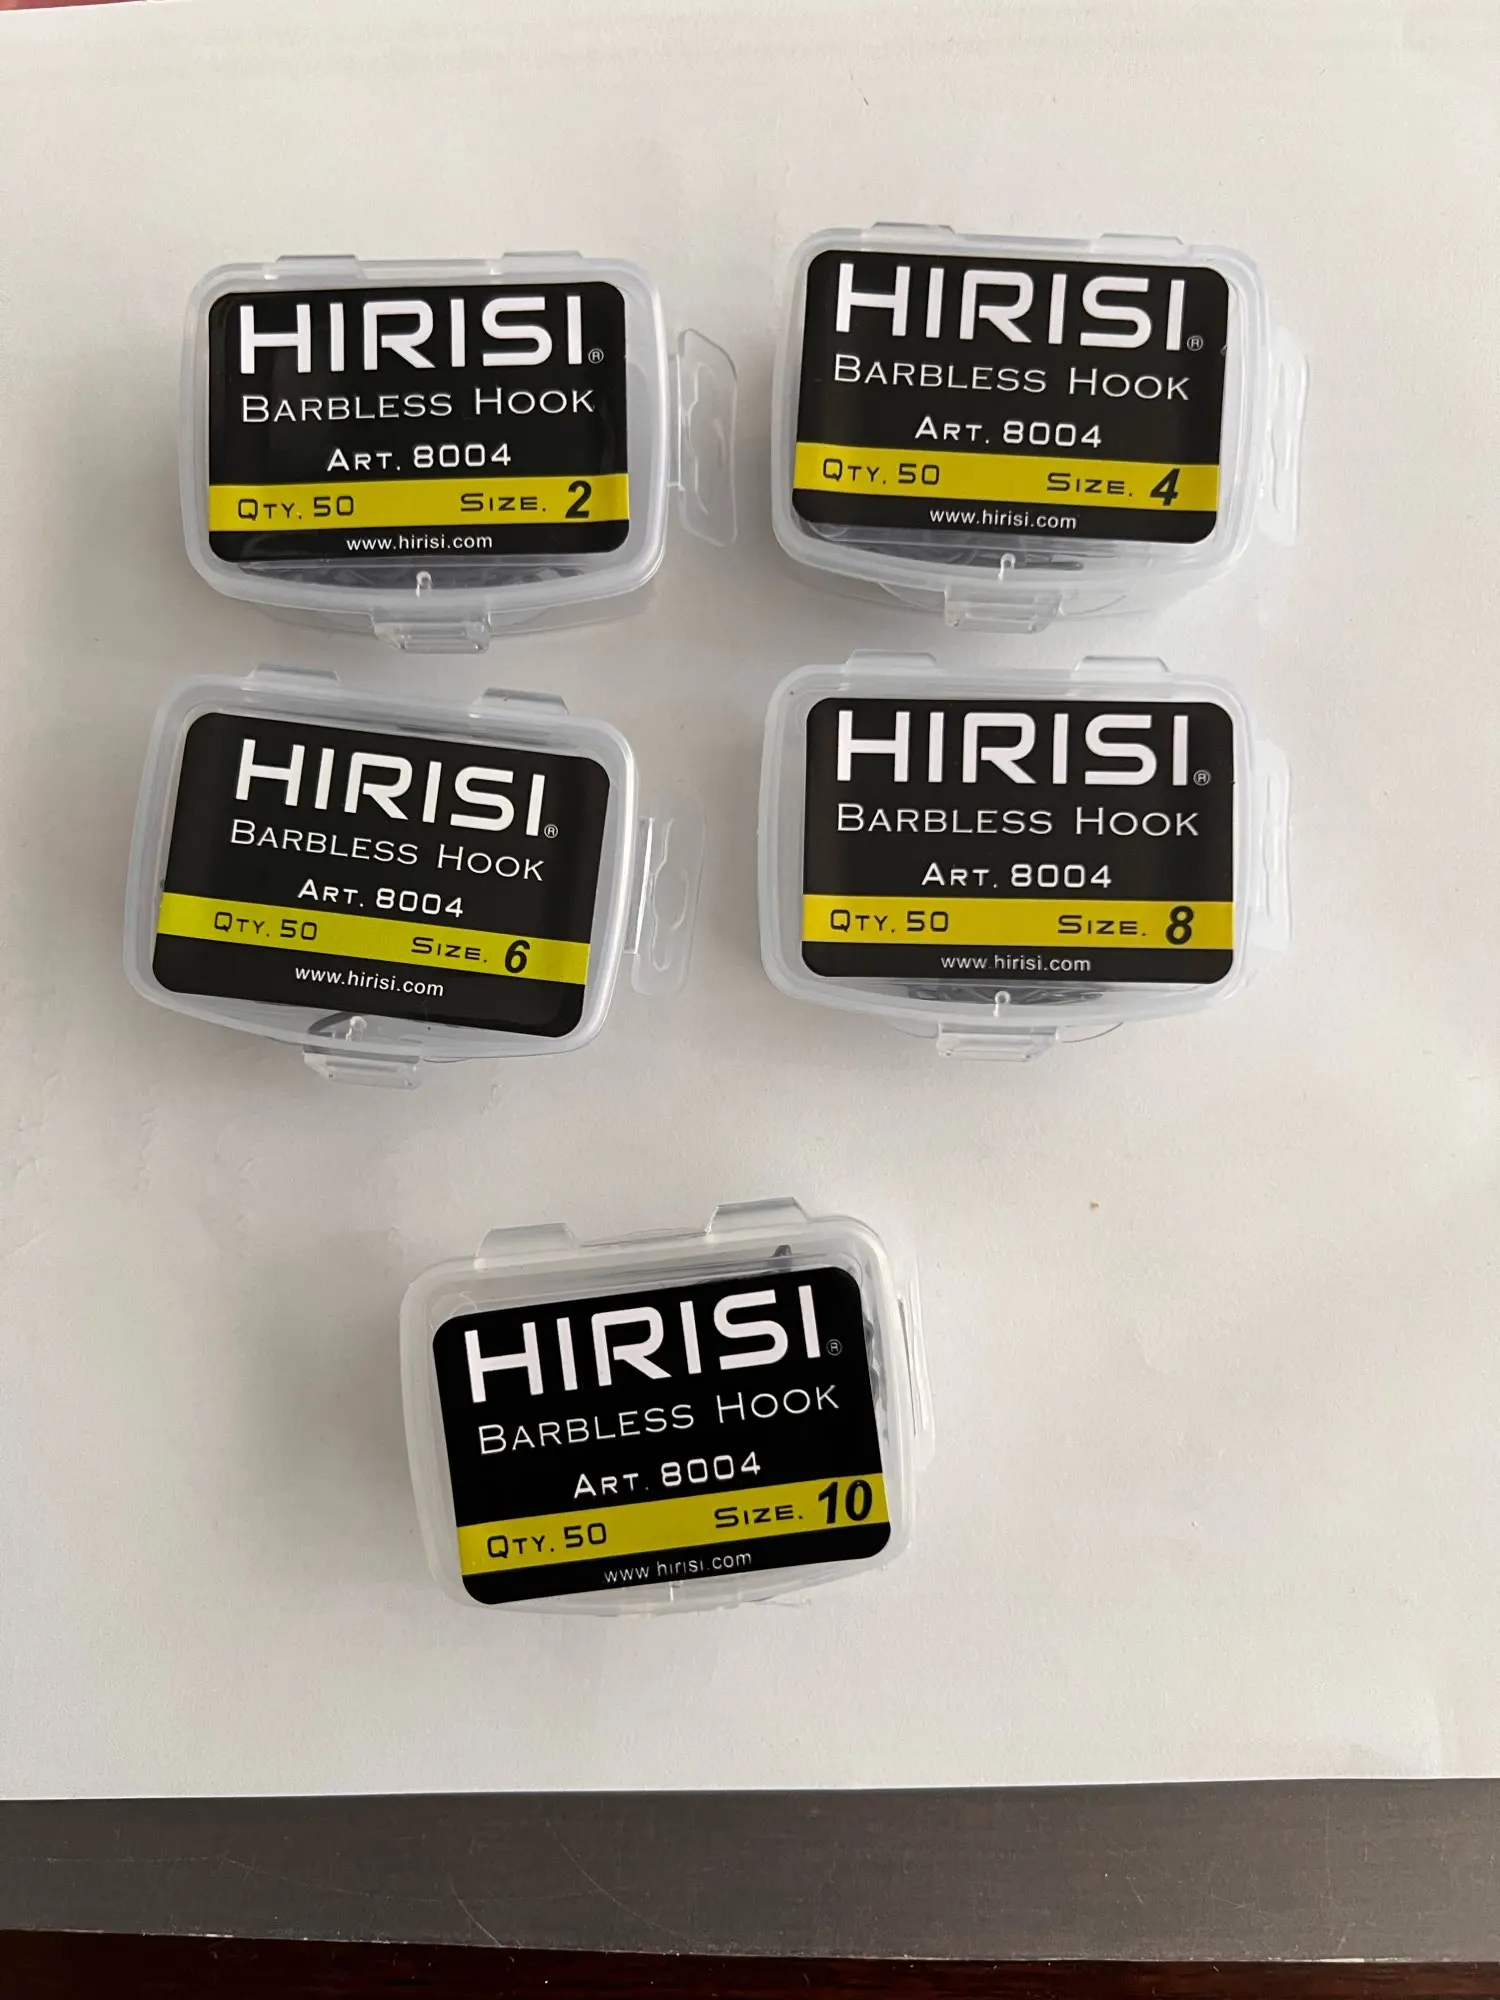 HIRISI®
BARBLESS HOOK
ART. 8004
QTY. 50 SIZE. 2
www.hirisi.com
HIRISI®
BARBLESS HOOK
ART. 8004
QTY. 50 SIZE. 4
www.hirisi.com
HIRISI®
BARBLESS HOOK
ART. 8004
QTY. 50 SIZE. 6
www.hirisi.com
HIRISI®
BARBLESS HOOK
ART. 8004
QTY. 50 SIZE. 8
www.hirisi.com
HIRISI®
BARBLESS HOOK
ART. 8004
QTY. 50 SIZE. 10
www.hirisi.com